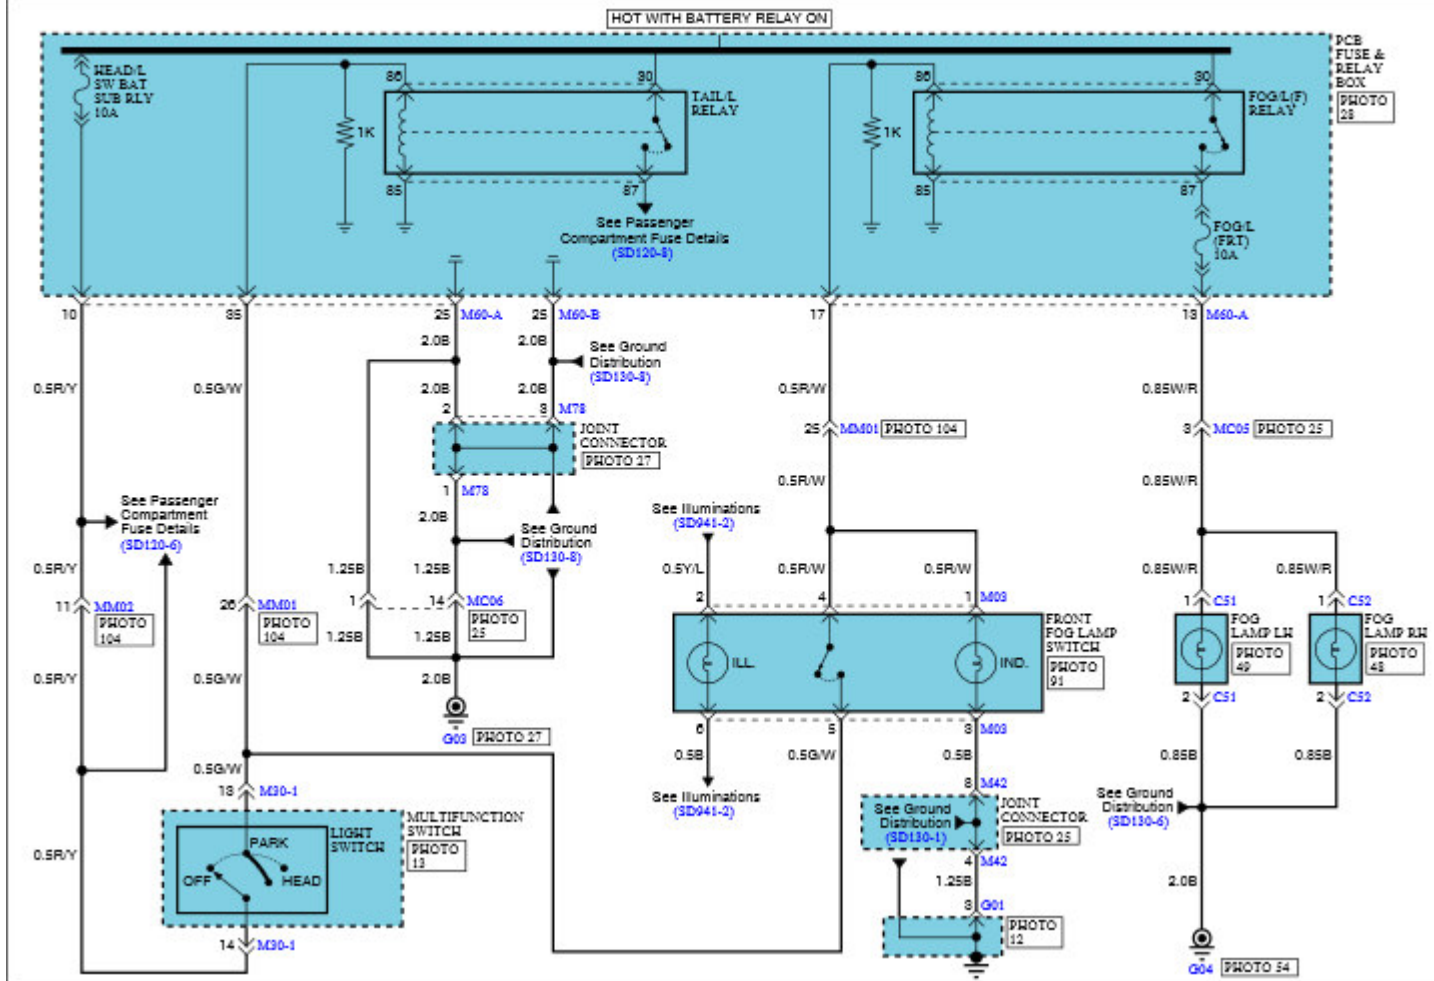 HOT WITH BATTERY RELAY ON
PCB
FUSE &
RELAY
BOX
PHOTO
28
HEAD/L
SW BAT
SUB RLY
10A
1K
86
30
TAIL/L
RELAY
85
87
See Passenger
Compartment Fuse Details
(SD120-8)
1K
86
30
FOG/L(F)
RELAY
85
87
FOG/L
(FRT)
10A
10
35
25
M60-A
25
M60-B
17
13
M60-A
2.0B
2.0B
See Ground
Distribution
(SD130-8)
0.5R/Y
0.5G/W
2.0B
2.0B
0.5R/W
0.85W/R
2
3
M78
JOINT
CONNECTOR
PHOTO 27
25
MM01
PHOTO 104
3
MC05
PHOTO 25
1
M78
0.5R/W
0.85W/R
See Passenger
Compartment
Fuse Details
(SD120-6)
2.0B
See Ground
Distribution
(SD130-8)
See Illuminations
(SD941-2)
0.5R/Y
1.25B
1.25B
0.5Y/L
0.5R/W
0.5R/W
0.85W/R
0.85W/R
11
MM02
PHOTO
104
26
MM01
PHOTO
104
1
14
MC06
PHOTO
25
2
4
1
M03
1
C51
1
C52
1.25B
1.25B
ILL.
IND.
FRONT
FOG LAMP
SWITCH
PHOTO
91
FOG
LAMP LH
PHOTO
49
FOG
LAMP RH
PHOTO
48
0.5R/Y
0.5G/W
2.0B
2
C51
2
C52
G03
PHOTO 27
6
5
3
M03
0.5B
0.5G/W
0.5B
0.85B
0.85B
0.5G/W
13
M30-1
See Illuminations
(SD941-2)
8
M42
See Ground
Distribution
(SD130-1)
JOINT
CONNECTOR
PHOTO 25
See Ground
Distribution
(SD130-6)
MULTIFUNCTION
SWITCH
PHOTO
13
LIGHT
SWITCH
PARK
OFF
HEAD
0.5R/Y
4
M42
1.25B
2.0B
3
G01
PHOTO
12
14
M30-1
G04
PHOTO 54